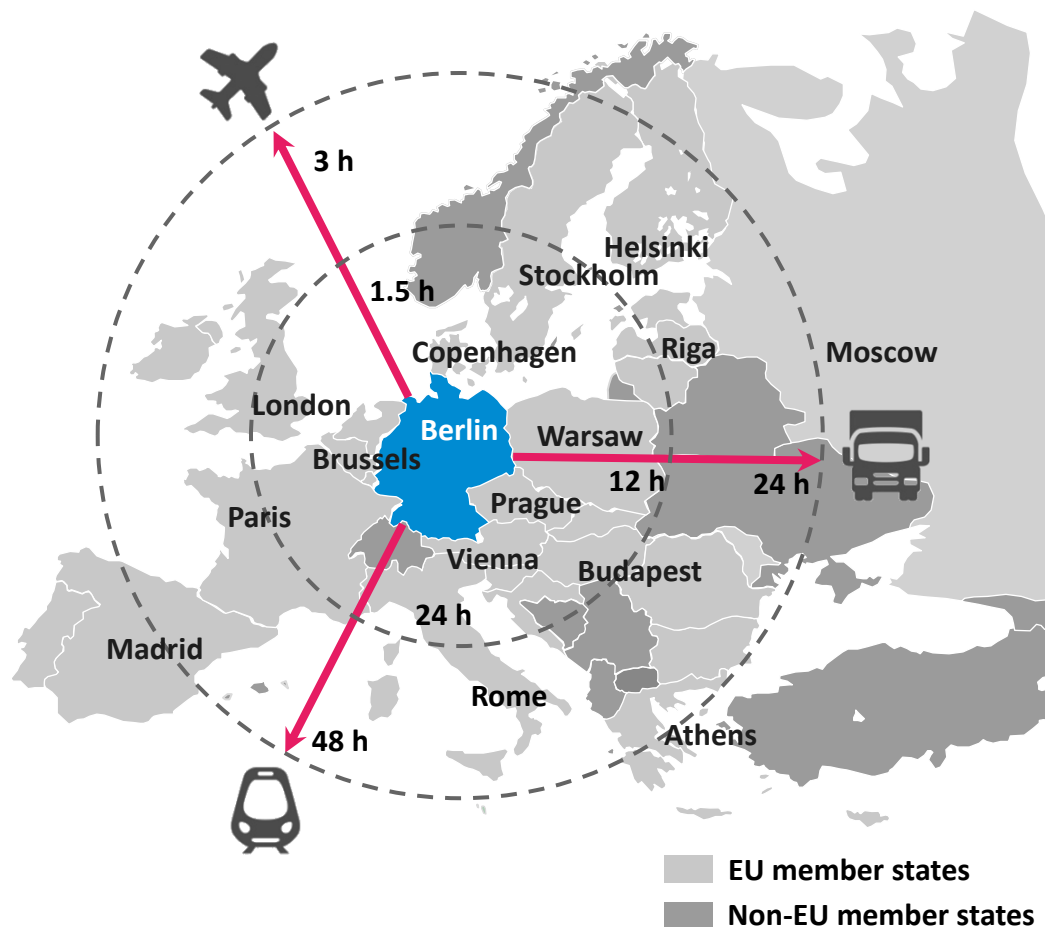 3 h
Helsinki
Stockholm
1.5 h
Copenhagen
Riga
Moscow
London
Berlin
Warsaw
Brussels
12 h
24 h
Prague
Paris
Vienna
Budapest
24 h
Madrid
Rome
Athens
48 h
EU member states
Non-EU member states